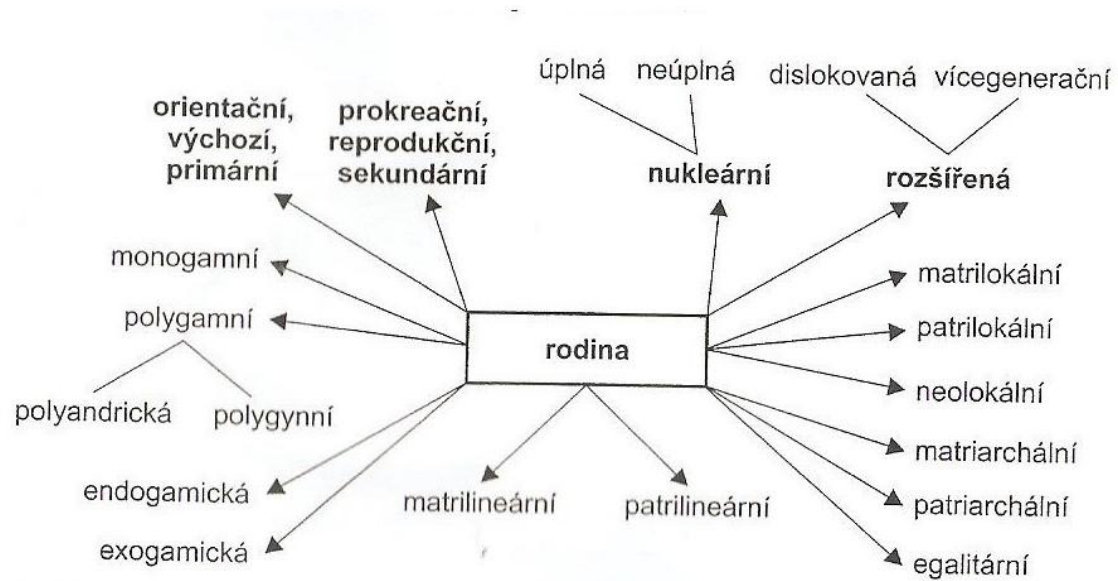 úplná neúplná dislokovaná vícegenerační
orientační,
výchozí,
primární
prokreační,
reprodukční,
sekundární
nukleární
rozšířená
monogamní
polygamní
polyandrická polygynní
endogamická
exogamická
rodina
matrilineární patrilineární
matrilokální
patrilokální
neolokální
matriarchální
patriarchální
egalitární